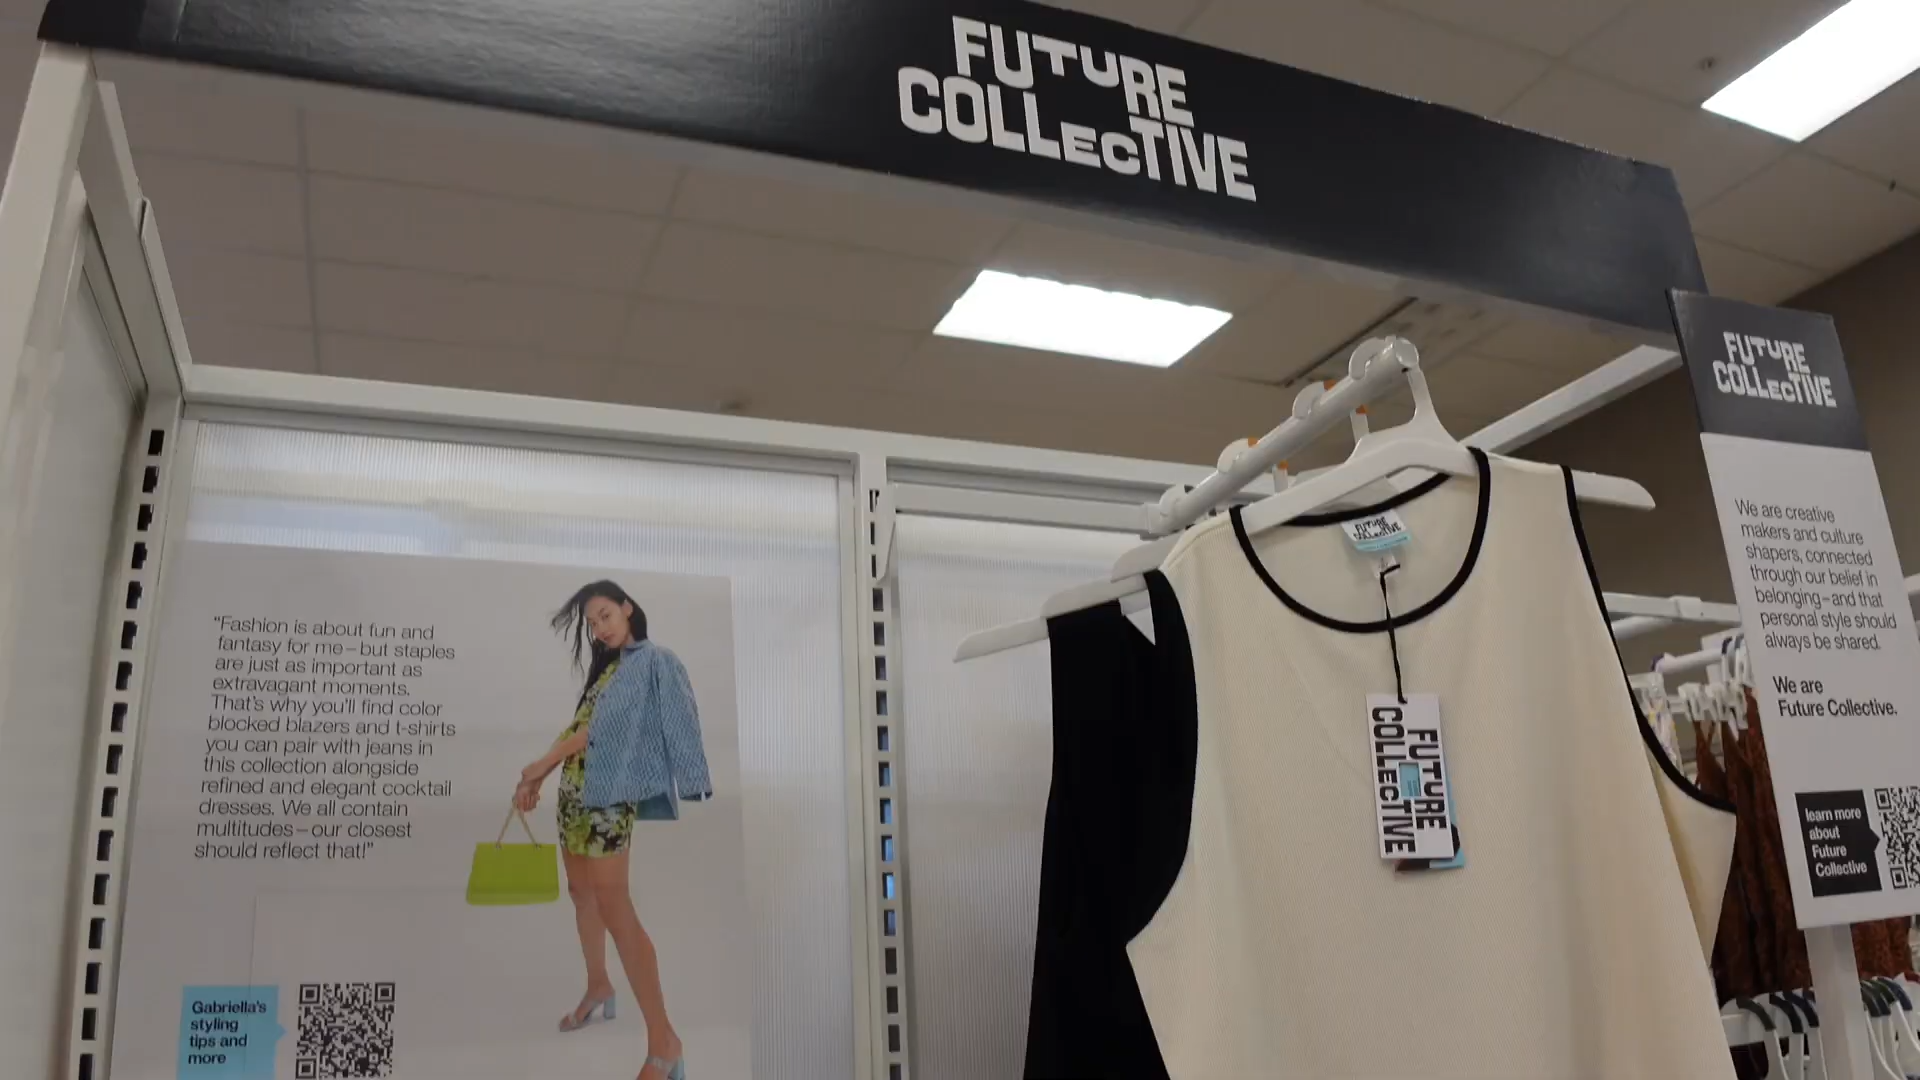 FUTURE
COLLECTIVE
FUTURE
COLLECTIVE
We are creative
makers and culture
shapers, connected
through our belief in
belonging–and that
personal style should
always be shared.
We are
Future Collective.
learn more
about
Future
Collective
FUTURE
COLLECTIVE
FUTURE
COLLECTIVE
“Fashion is about fun and
fantasy for me–but staples
are just as important as
extravagant moments.
That's why you'll find color
blocked blazers and t-shirts
you can pair with jeans in
this collection alongside
refined and elegant cocktail
dresses. We all contain
multitudes–our closest
should reflect that!”
Gabriella's
styling
tips and
more